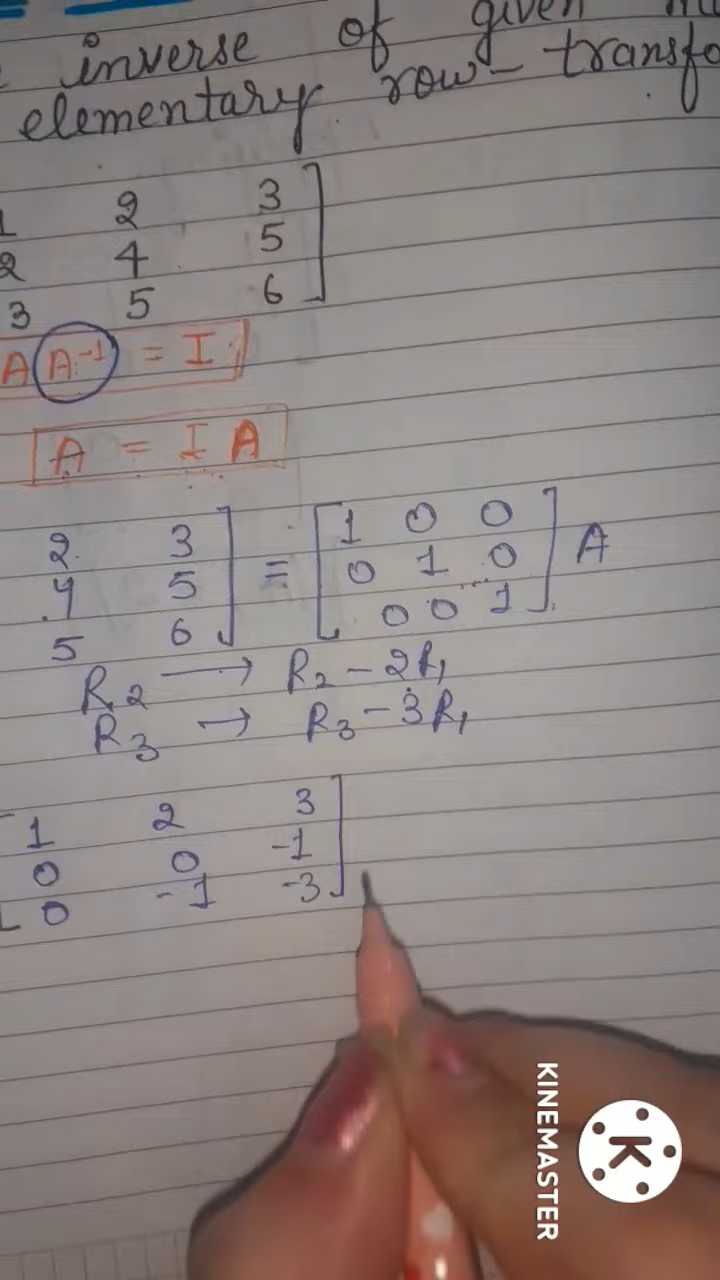 inverse of given
elementary row- transfo
1 2 3
2 4 5
3 5 6
A A⁻¹ = I
A = I A
2 3 = 1 0 0
4 5 0 1 0 A
5 6 0 0 1
R₂ → R₂ - 2R₁
R₃ → R₃ - 3R₁
1 2 3
0 0 -1
0 -1 -3
KINEMASTER